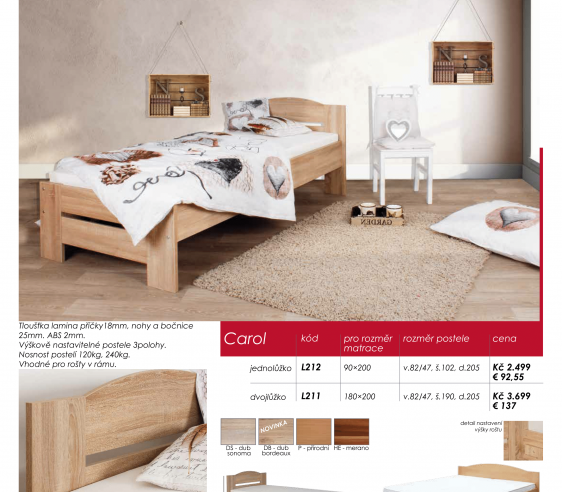 N S
N S
GARDEN
Tloušťka lamina příčky18mm, nohy a bočnice
25mm. ABS 2mm.
Výškově nastavitelné postele 3polohy.
Nosnost postelí 120kg, 240kg.
Vhodné pro rošty v rámu.
Carol kód pro rozměr matrace rozměr postele cena
jednolůžko L212 90×200 v.82/47, š.102, d.205 Kč 2.499
€ 92,55
dvojlůžko L211 180×200 v.82/47, š.190, d.205 Kč 3.699
€ 137
NOVINKA
DS - dub sonoma
DB - dub bordeaux
P - přírodní
HE - merano
detail nastavení
výšky roštu